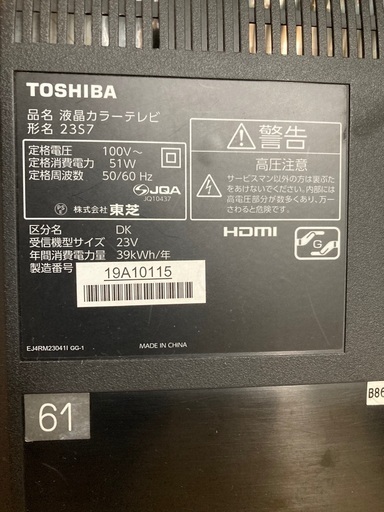 TOSHIBA
品名 液晶カラーテレビ
形名 23S7
定格電圧 100V～
定格消費電力 51W
定格周波数 50/60 Hz
JQA
JQ10437
株式会社 東芝
警告
高圧注意
サービスマン以外の方は裏ぶたを
あけないでください。内部には
高電圧部分が数多くあり、万一
さわると危険です。
区分名 DK
受信機型サイズ 23V
年間消費電力量 39kWh/年
製造番号
19A10115
HDMI
G
EJ4RM23041I GG-1
MADE IN CHINA
61
B86